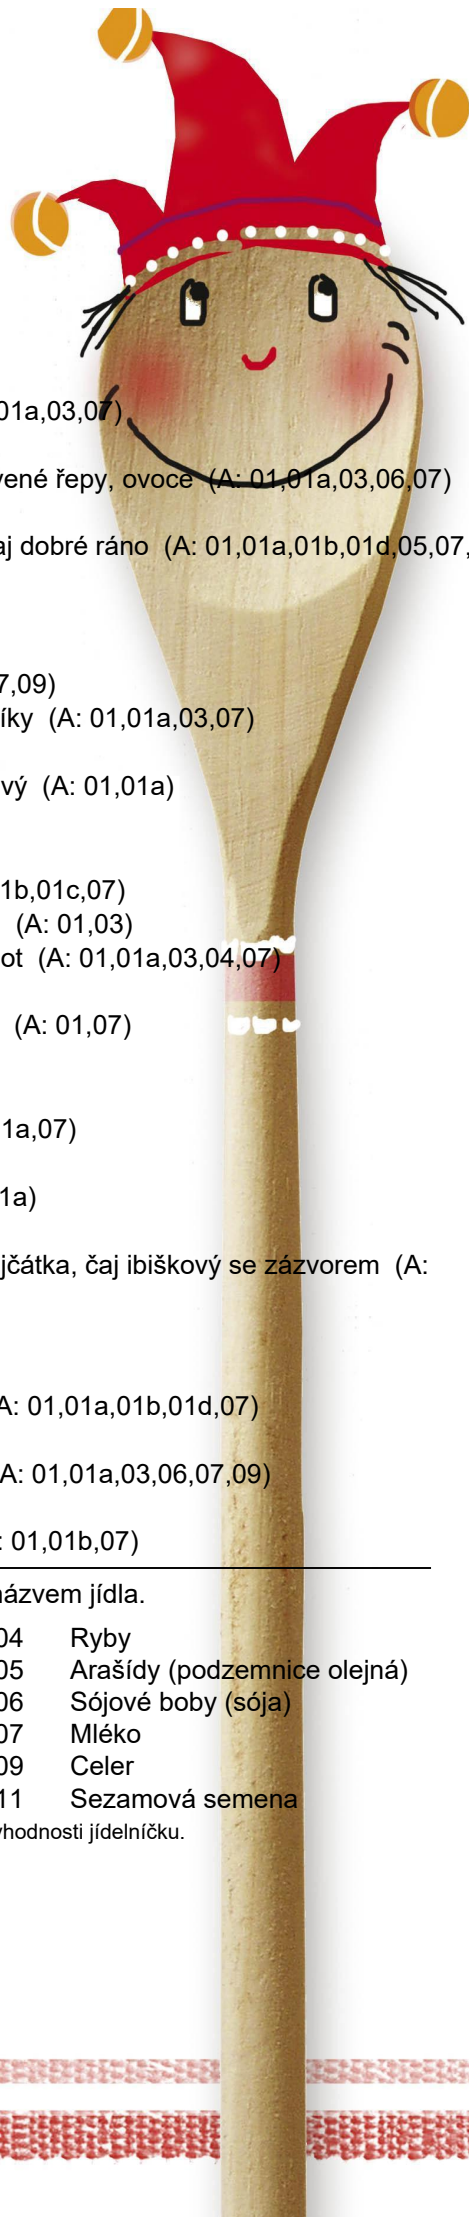 01a,03,07)
vené řepy, ovoce (A: 01,01a,03,06,07)
aj dobré ráno (A: 01,01a,01b,01d,05,07,
7,09)
íky (A: 01,01a,03,07)
vý (A: 01,01a)
1b,01c,07)
(A: 01,03)
ot (A: 01,01a,03,04,07)
(A: 01,07)
1a,07)
1a)
jčátka, čaj ibiškový se zázvorem (A:
A: 01,01a,01b,01d,07)
A: 01,01a,03,06,07,09)
: 01,01b,07)
názvem jídla.
04 Ryby
05 Arašídy (podzemnice olejná)
06 Sójové boby (sója)
07 Mléko
09 Celer
11 Sezamová semena
vhodnosti jídelníčku.